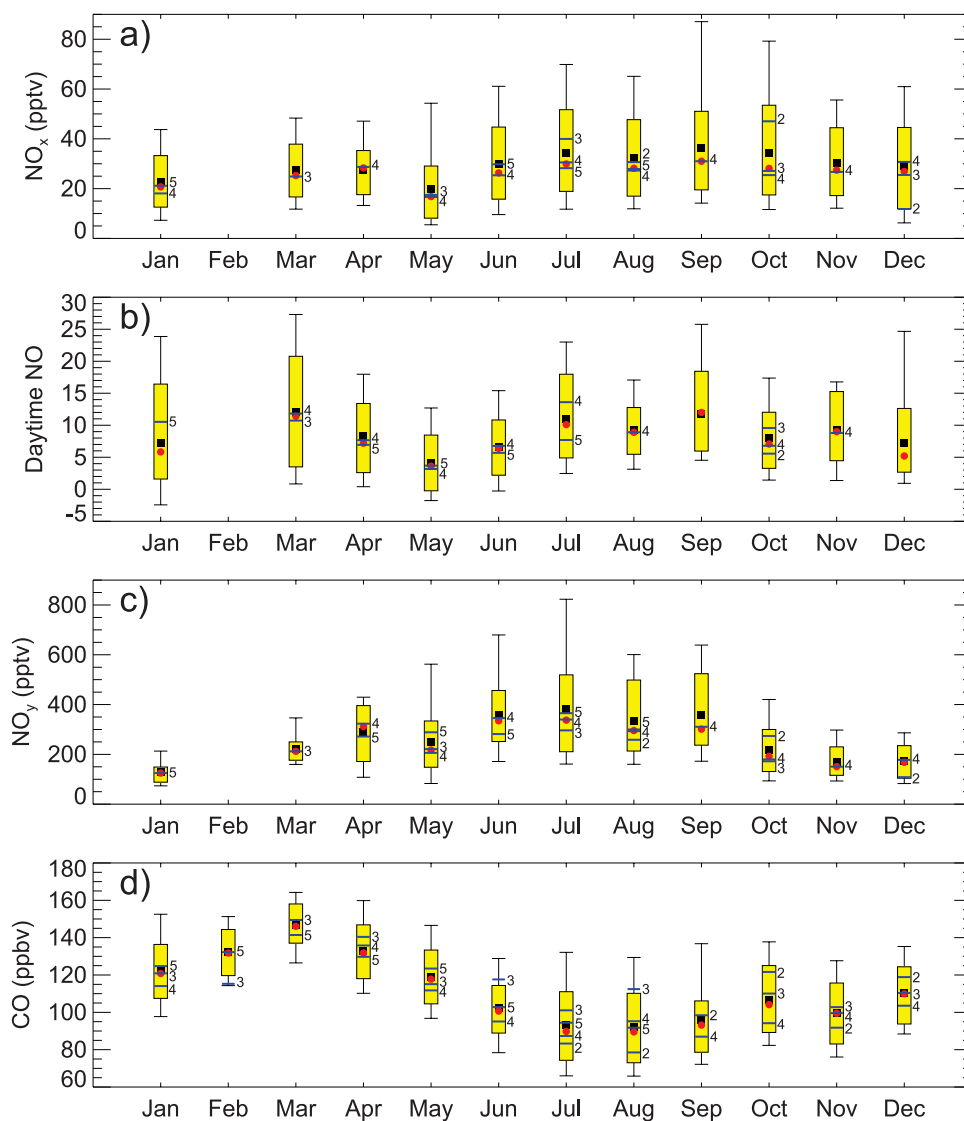 a)
NOx (pptv)
80
60
40
20
0
5 4
3
4
3 4
5 4
3 4 5
2 5 4
4
2 3 4
4
4 3 2
Jan Feb Mar Apr May Jun Jul Aug Sep Oct Nov Dec
b)
Daytime NO
30
25
20
15
10
5
0
-5
5
4 3
4 5
5 4
4 5
4 5
4
3 4 2
4
Jan Feb Mar Apr May Jun Jul Aug Sep Oct Nov Dec
c)
NOy (pptv)
800
600
400
200
0
5
3
4 5
5 3 4
4 5
5 4 3
5 4 2
4
2 4 3
4
4 2
Jan Feb Mar Apr May Jun Jul Aug Sep Oct Nov Dec
d)
CO (ppbv)
180
160
140
120
100
80
60
5 3 4
5 3
3 5
3 4 5
5 3 4
3 5 4
3 5 4 2
3 4 5 2
2 4
2 3 4
3 4 2
2 3 4
Jan Feb Mar Apr May Jun Jul Aug Sep Oct Nov Dec